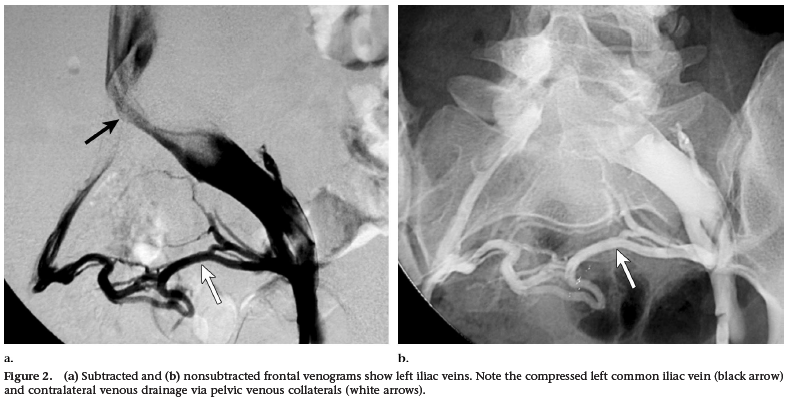 a.
b.
Figure 2. (a) Subtracted and (b) nonsubtracted frontal venograms show left iliac veins. Note the compressed left common iliac vein (black arrow)
and contralateral venous drainage via pelvic venous collaterals (white arrows).